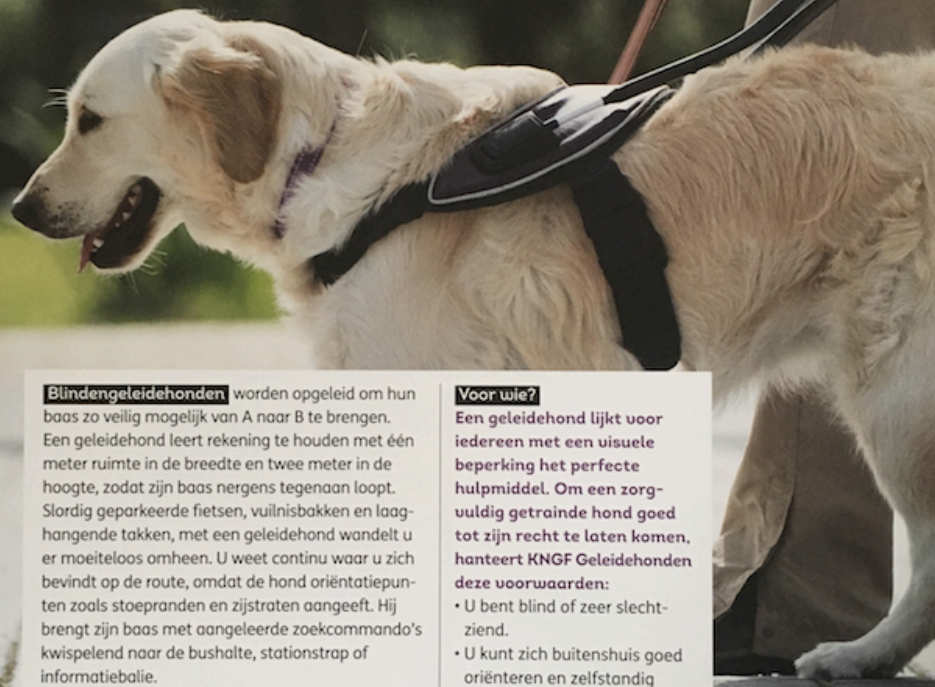 Blindengeleidehonden worden opgeleid om hun
baas zo veilig mogelijk van A naar B te brengen.
Een geleidehond leert rekening te houden met één
meter ruimte in de breedte en twee meter in de
hoogte, zodat zijn baas nergens tegenaan loopt.
Slordig geparkeerde fietsen, vuilnisbakken en laag-
hangende takken, met een geleidehond wandelt u
er moeiteloos omheen. U weet continu waar u zich
bevindt op de route, omdat de hond oriëntatiepun-
ten zoals stoepranden en zijstraten aangeeft. Hij
brengt zijn baas met aangeleerde zoekcommando's
kwispelend naar de bushalte, stationstrap of
informatiebalie.
Voor wie?
Een geleidehond lijkt voor
iedereen met een visuele
beperking het perfecte
hulpmiddel. Om een zorg-
vuldig getrainde hond goed
tot zijn recht te laten komen,
hanteert KNGF Geleidehonden
deze voorwaarden:
• U bent blind of zeer slecht-
ziend.
• U kunt zich buitenshuis goed
oriënteren en zelfstandig